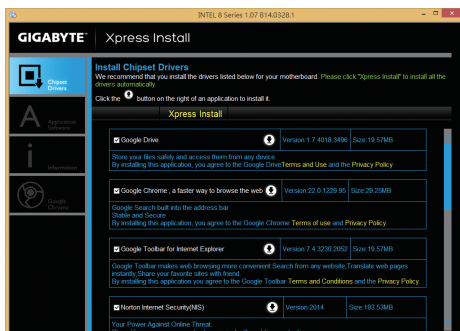 INTEL 8 Series 1.07 B14.0328.1
GIGABYTE™ Xpress Install
Install Chipset Drivers
We recommend that you install the drivers listed below for your motherboard. Please click "Xpress Install" to install all the
drivers automatically.
Click the button on the right of an application to install it.
Xpress Install
Chipset
Drivers
Application
Software
Information
Google
Chrome
Google Drive Version:1.7.4018.3496 Size:19.57MB
Store your files safely and access them from any device.
By installing this application, you agree to the Google DriveTerms and Use and the Privacy Policy.
Google Chrome , a faster way to browse the web Version:22.0.1229.95 Size:29.25MB
Google Search built into the address bar
Stable and Secure
By installing this application, you agree to the Google Chrome Terms of use and Privacy Policy
Google Toolbar for Internet Explorer Version:7.4.3230.2052 Size:19.57MB
Google Toolbar makes web browsing more convenient.Search from any website;Translate web pages
instantly;Share your favorite sites with friend.
By installing this application, you agree to the Google Toolbar Terms and Conditions and the Privacy Policy.
Norton Internet Security(NIS) Version:2014 Size:193.53MB
Your Power Against Online Threat.